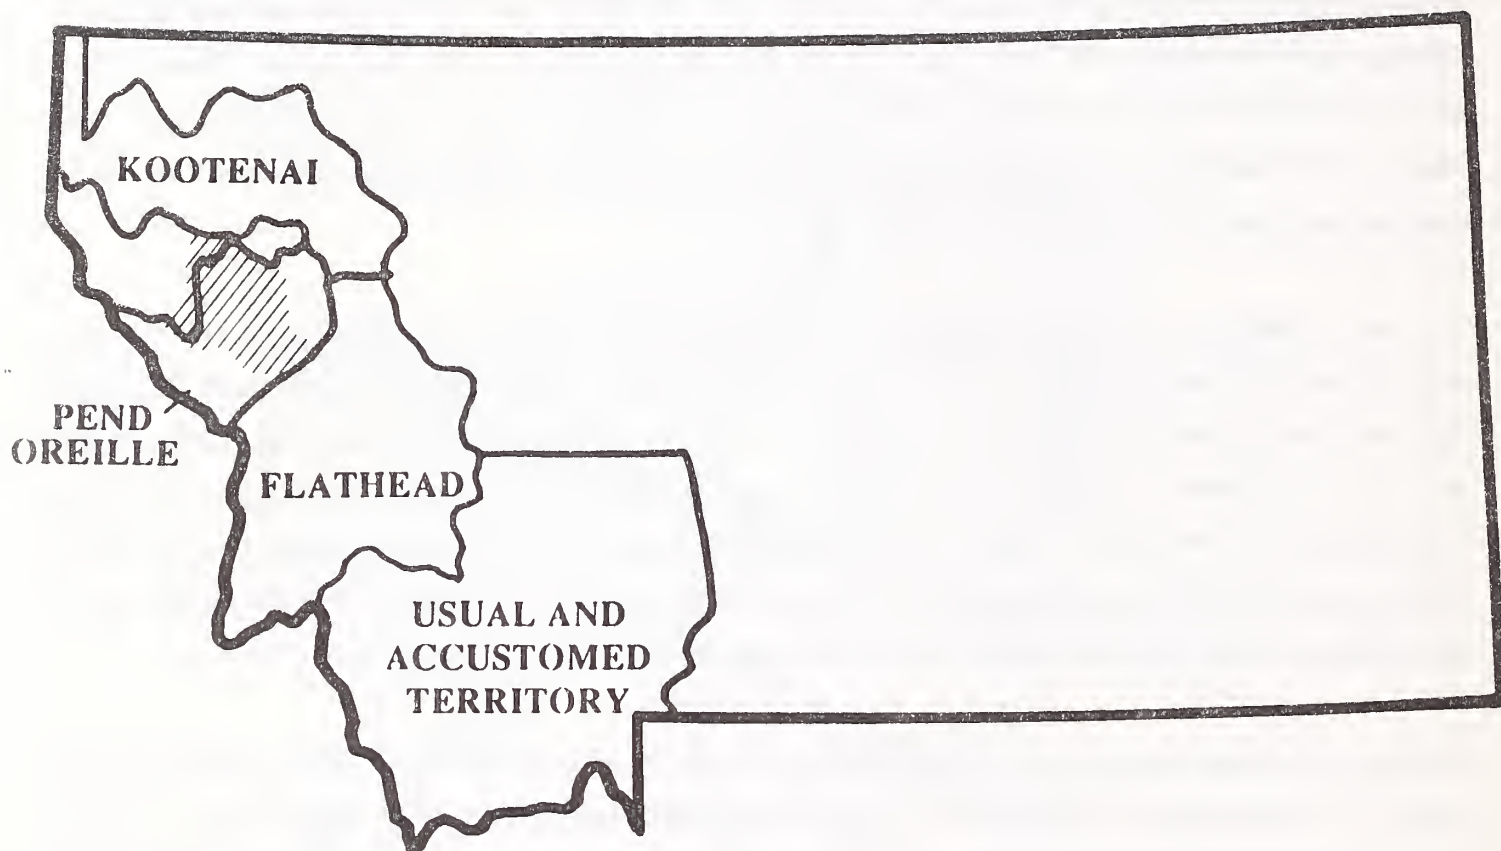 KOOTENAI
PEND
OREILLE
FLATHEAD
USUAL AND
ACCUSTOMED
TERRITORY